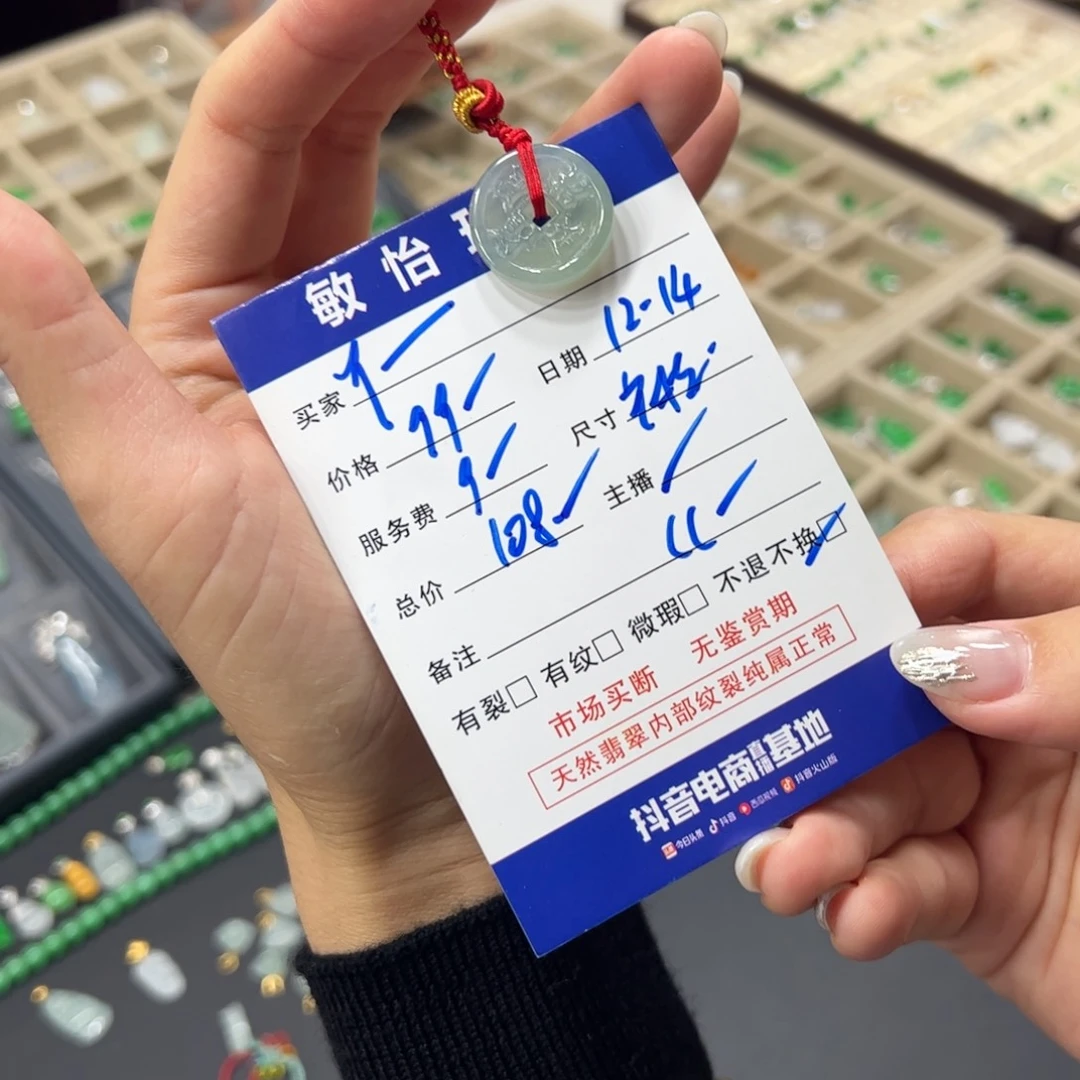 敏怡
买家
价格 99 日期 12.14
服务费 9 尺寸
总价 108 主播
备注
有裂□ 有纹□ 微瑕□ 不退不换□
市场买断 无鉴赏期
天然翡翠内部纹裂纯属正常
抖音电商直播基地
今日头条 抖音 西瓜视频 抖音火山版